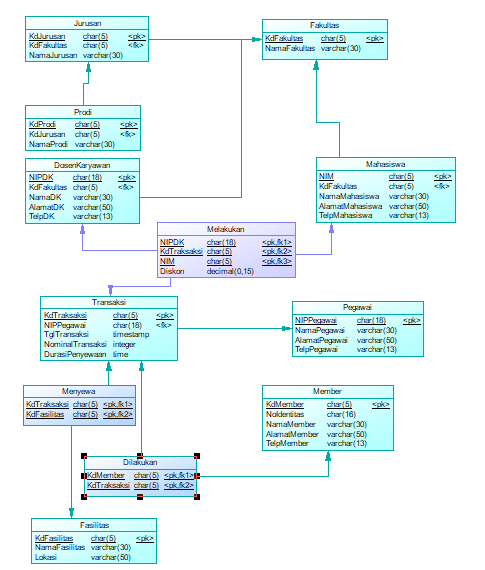 Jurusan
KdJurusan char(5) <pk>
KdFakultas char(5) <fk>
NamaJurusan varchar(30)
Fakultas
KdFakultas char(5) <pk>
NamaFakultas varchar(30)
Prodi
KdProdi char(5) <pk>
KdJurusan char(5) <fk>
NamaProdi varchar(30)
DosenKaryawan
NIPDK char(18) <pk>
KdFakultas char(5) <fk>
NamaDK varchar(30)
AlamatDK varchar(50)
TelpDK varchar(13)
Mahasiswa
NIM char(5) <pk>
KdFakultas char(5) <fk>
NamaMahasiswa varchar(30)
AlamatMahasiswa varchar(50)
TelpMahasiswa varchar(13)
Melakukan
NIPDK char(18) <pk,fk1>
KdTraksaksi char(5) <pk,fk2>
NIM char(5) <pk,fk3>
Diskon decimal(0,15)
Transaksi
KdTraksaksi char(5) <pk>
NIPPegawai char(18) <fk>
TglTransaksi timestamp
NominalTransaksi integer
DurasiPenyewaan time
Pegawai
NIPPegawai char(18) <pk>
NamaPegawai varchar(30)
AlamatPegawai varchar(50)
TelpPegawai varchar(13)
Menyewa
KdTraksaksi char(5) <pk,fk1>
KdFasilitas char(5) <pk,fk2>
Member
KdMember char(5) <pk>
NoIdentitas char(16)
NamaMember varchar(30)
AlamatMember varchar(50)
TelpMember varchar(13)
Dilakukan
KdMember char(5) <pk,fk1>
KdTraksaksi char(5) <pk,fk2>
Fasilitas
KdFasilitas char(5) <pk>
NamaFasilitas varchar(30)
Lokasi varchar(50)